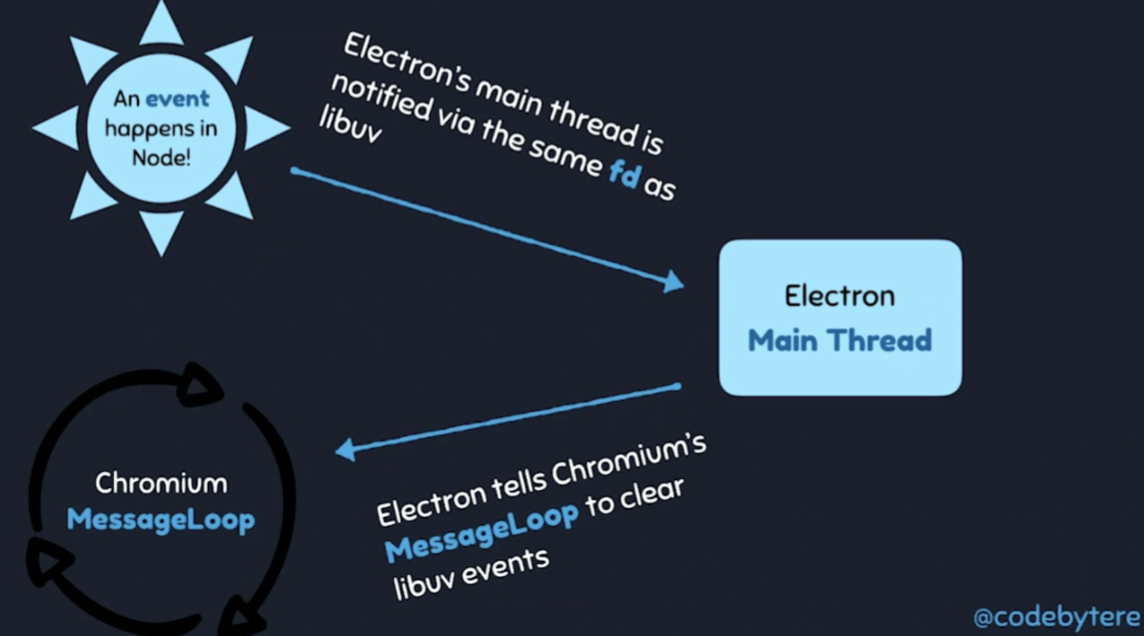 An event
happens in
Node!
Electron's main thread is
notified via the same fd as
libuv
Electron
Main Thread
Chromium
MessageLoop
Electron tells Chromium's
MessageLoop to clear
libuv events
@codebytere